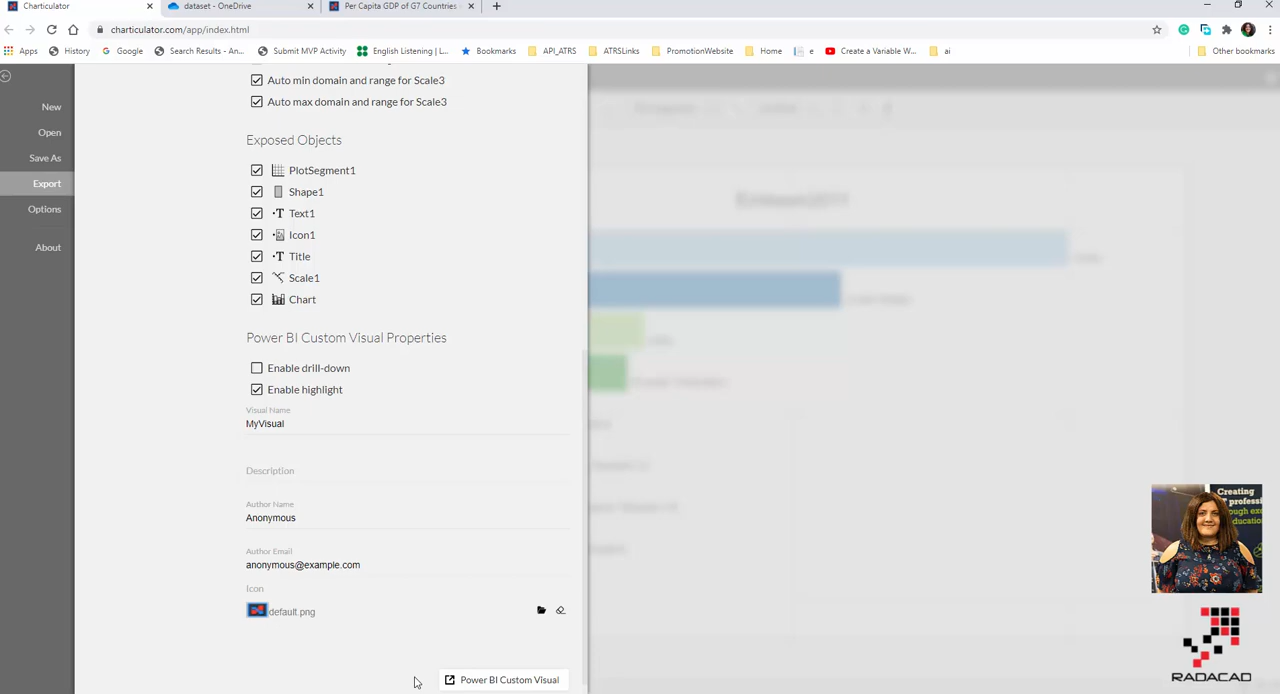 Charticulator
dataset - OneDrive
Per Capita GDP of G7 Countries
charticulator.com/app/index.html
Apps
History
Google
Search Results - An...
Submit MVP Activity
English Listening | L...
Bookmarks
API_ATRS
ATRSLinks
PromotionWebsite
Home
e
Create a Variable W...
ai
Other bookmarks
New
Open
Save As
Export
Options
About
Auto min domain and range for Scale3
Auto max domain and range for Scale3
Exposed Objects
PlotSegment1
Shape1
Text1
Icon1
Title
Scale1
Chart
Power BI Custom Visual Properties
Enable drill-down
Enable highlight
Visual Name
MyVisual
Description
Author Name
Anonymous
Author Email
anonymous@example.com
Icon
default.png
Power BI Custom Visual
Creating
profession
RADACAD